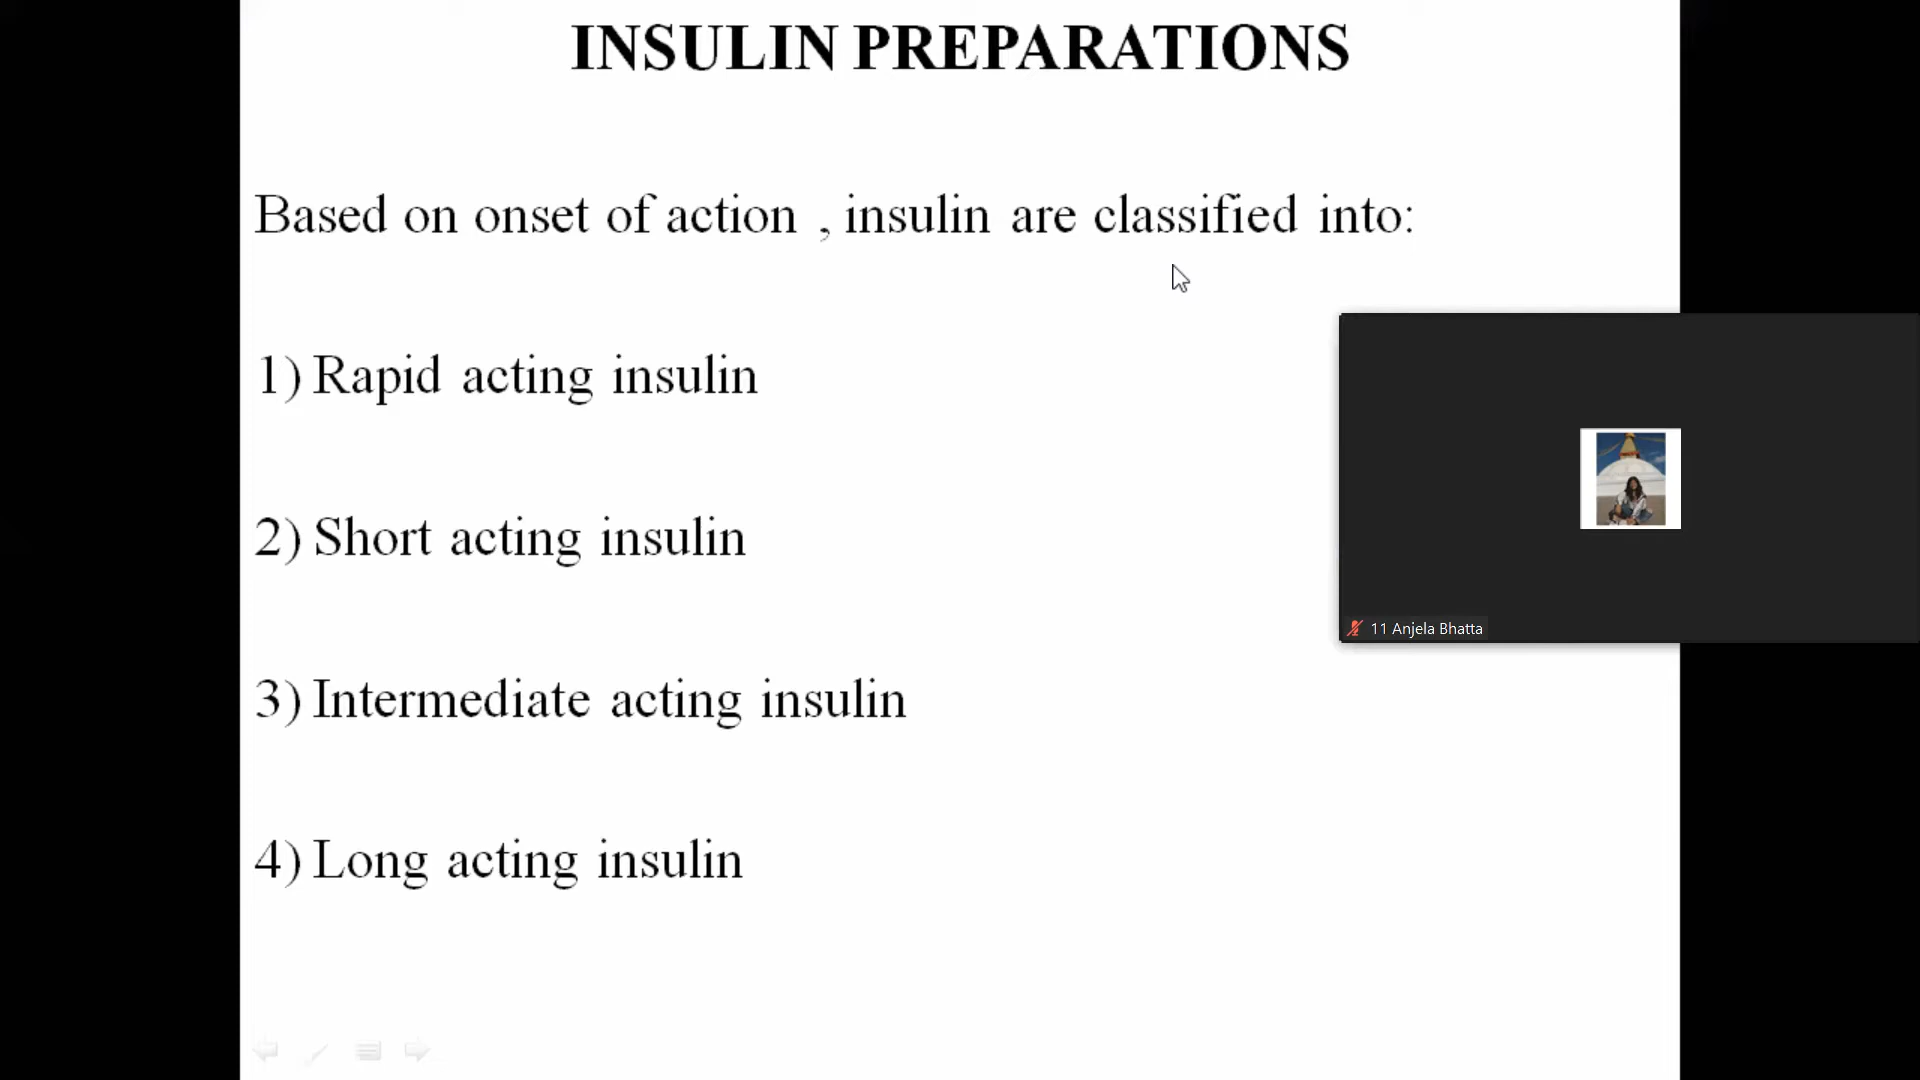 INSULIN PREPARATIONS
Based on onset of action , insulin are classified into:
1) Rapid acting insulin
2) Short acting insulin
3) Intermediate acting insulin
4) Long acting insulin
11 Anjela Bhatta